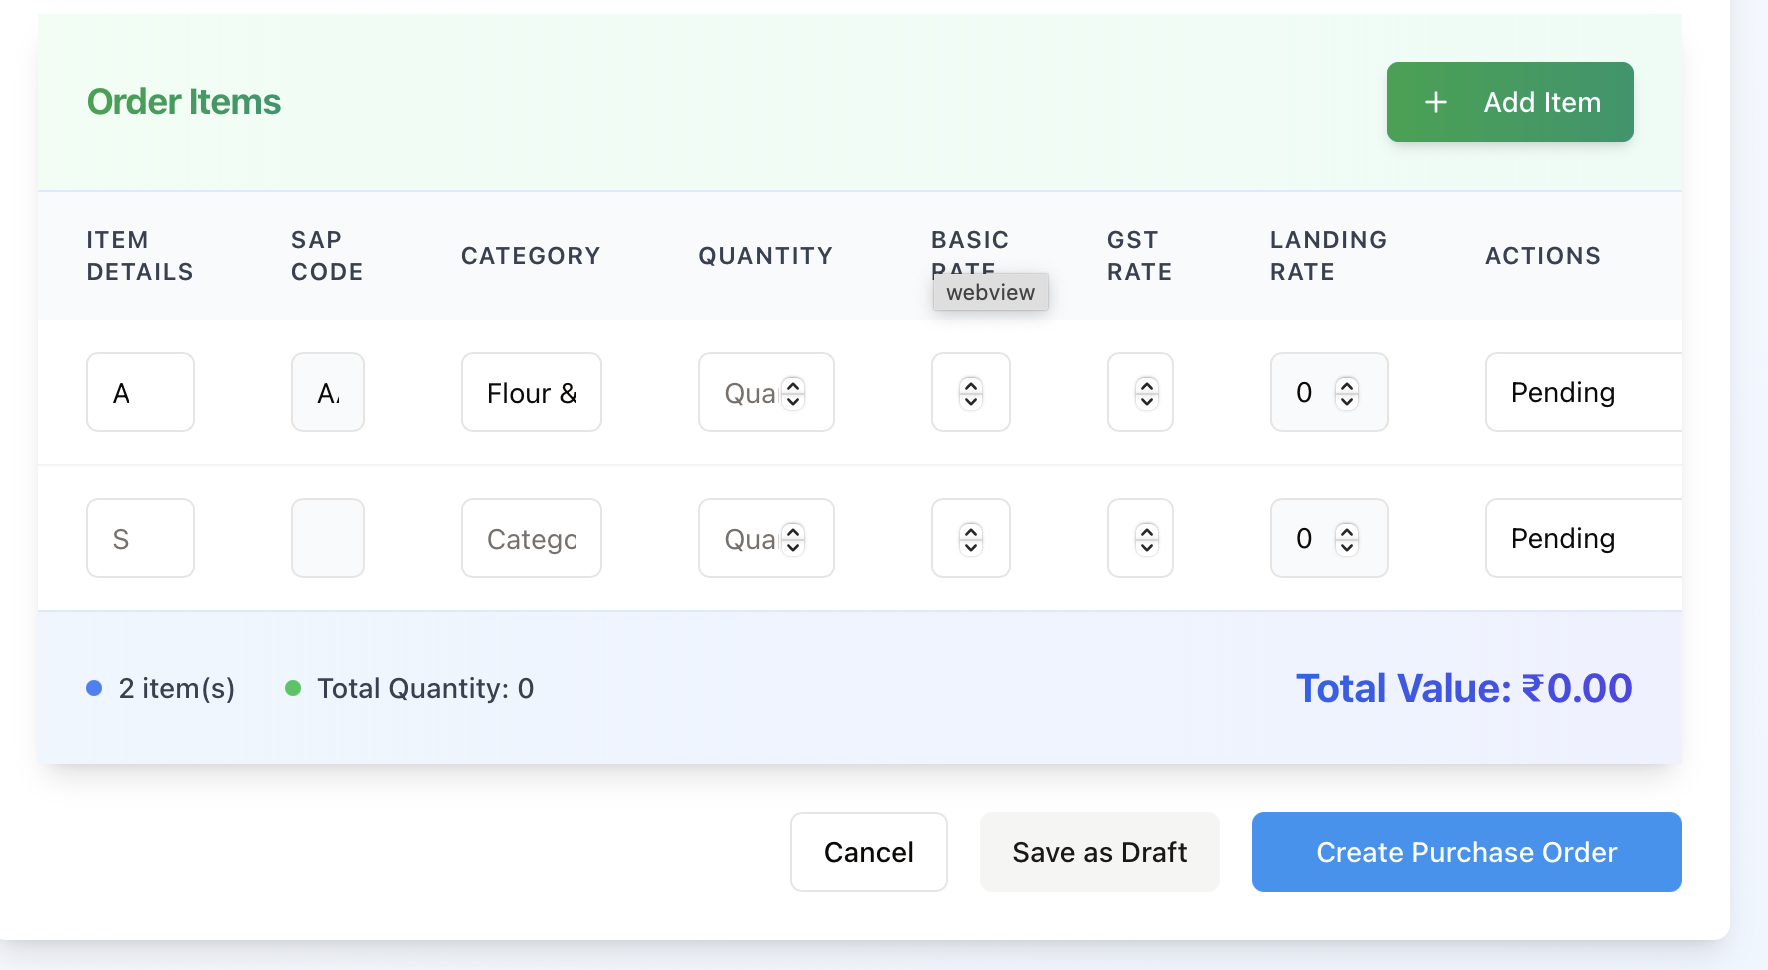 Order Items
+ Add Item
ITEM DETAILS
SAP CODE
CATEGORY
QUANTITY
BASIC RATE
GST RATE
LANDING RATE
ACTIONS
webview
A
A
Flour &
Qua
0
Pending
S
Catego
Qua
0
Pending
2 item(s)
Total Quantity: 0
Total Value: ₹0.00
Cancel
Save as Draft
Create Purchase Order